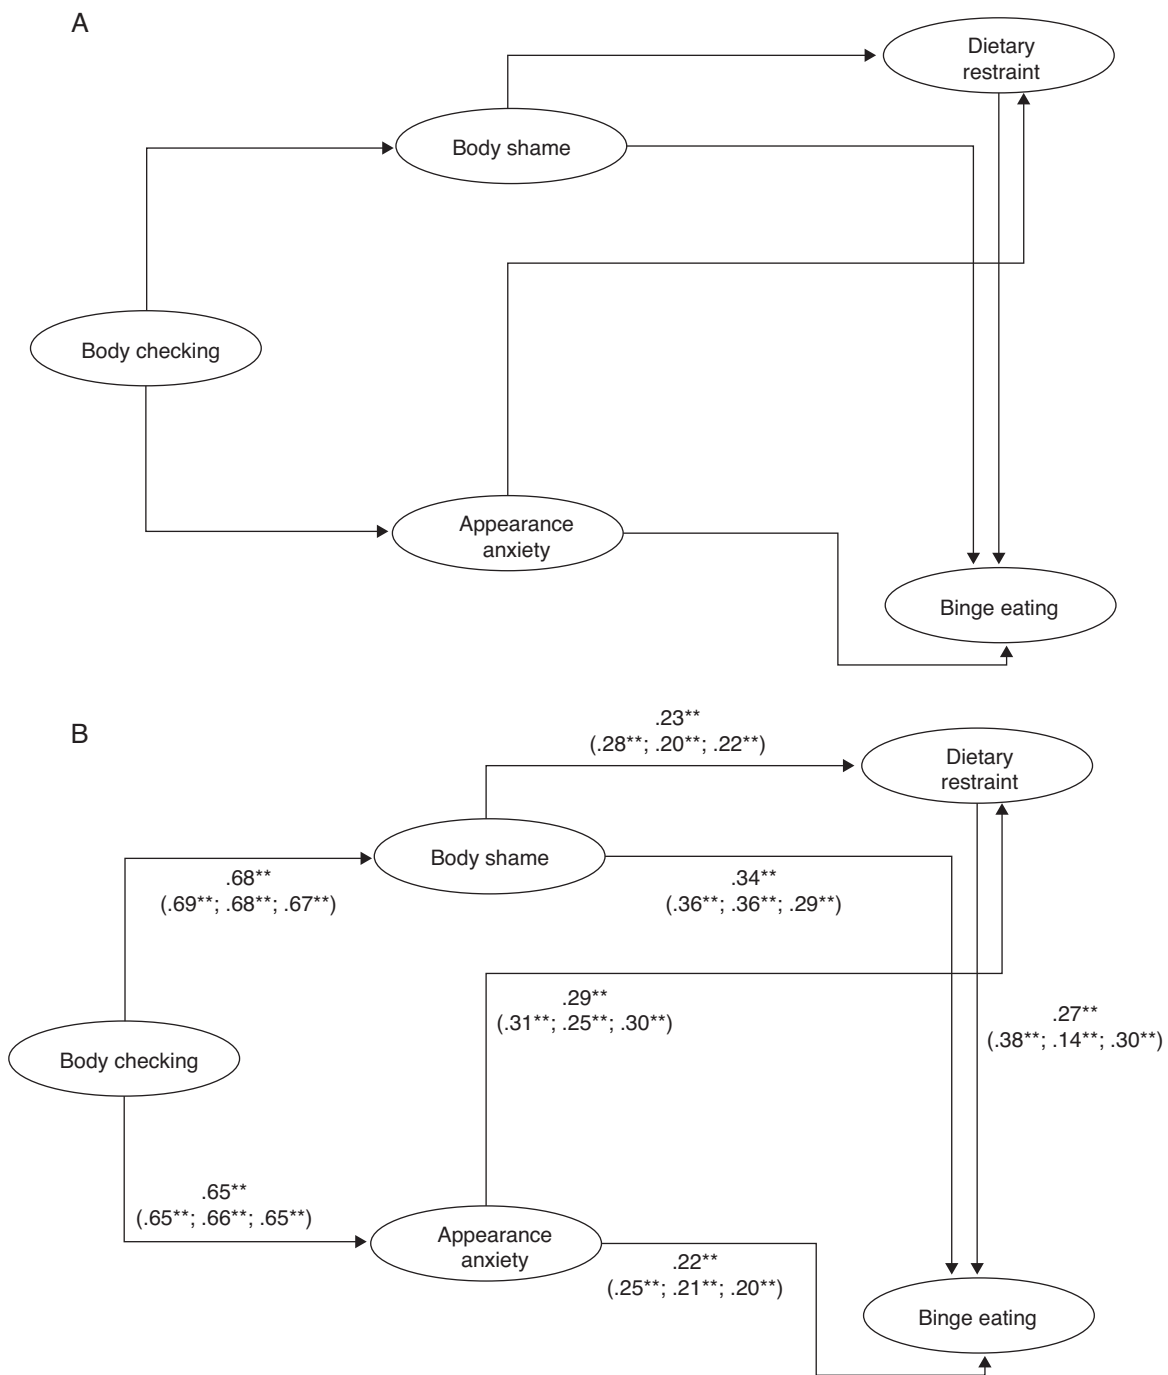 A
Dietary
restraint
Body shame
Body checking
Appearance
anxiety
Binge eating
B
.23**
(.28**; .20**; .22**)
Dietary
restraint
Body shame
.68**
(.69**; .68**; .67**)
.34**
(.36**; .36**; .29**)
.29**
(.31**; .25**; .30**)
.27**
(.38**; .14**; .30**)
Body checking
.65**
(.65**; .66**; .65**)
Appearance
anxiety
.22**
(.25**; .21**; .20**)
Binge eating